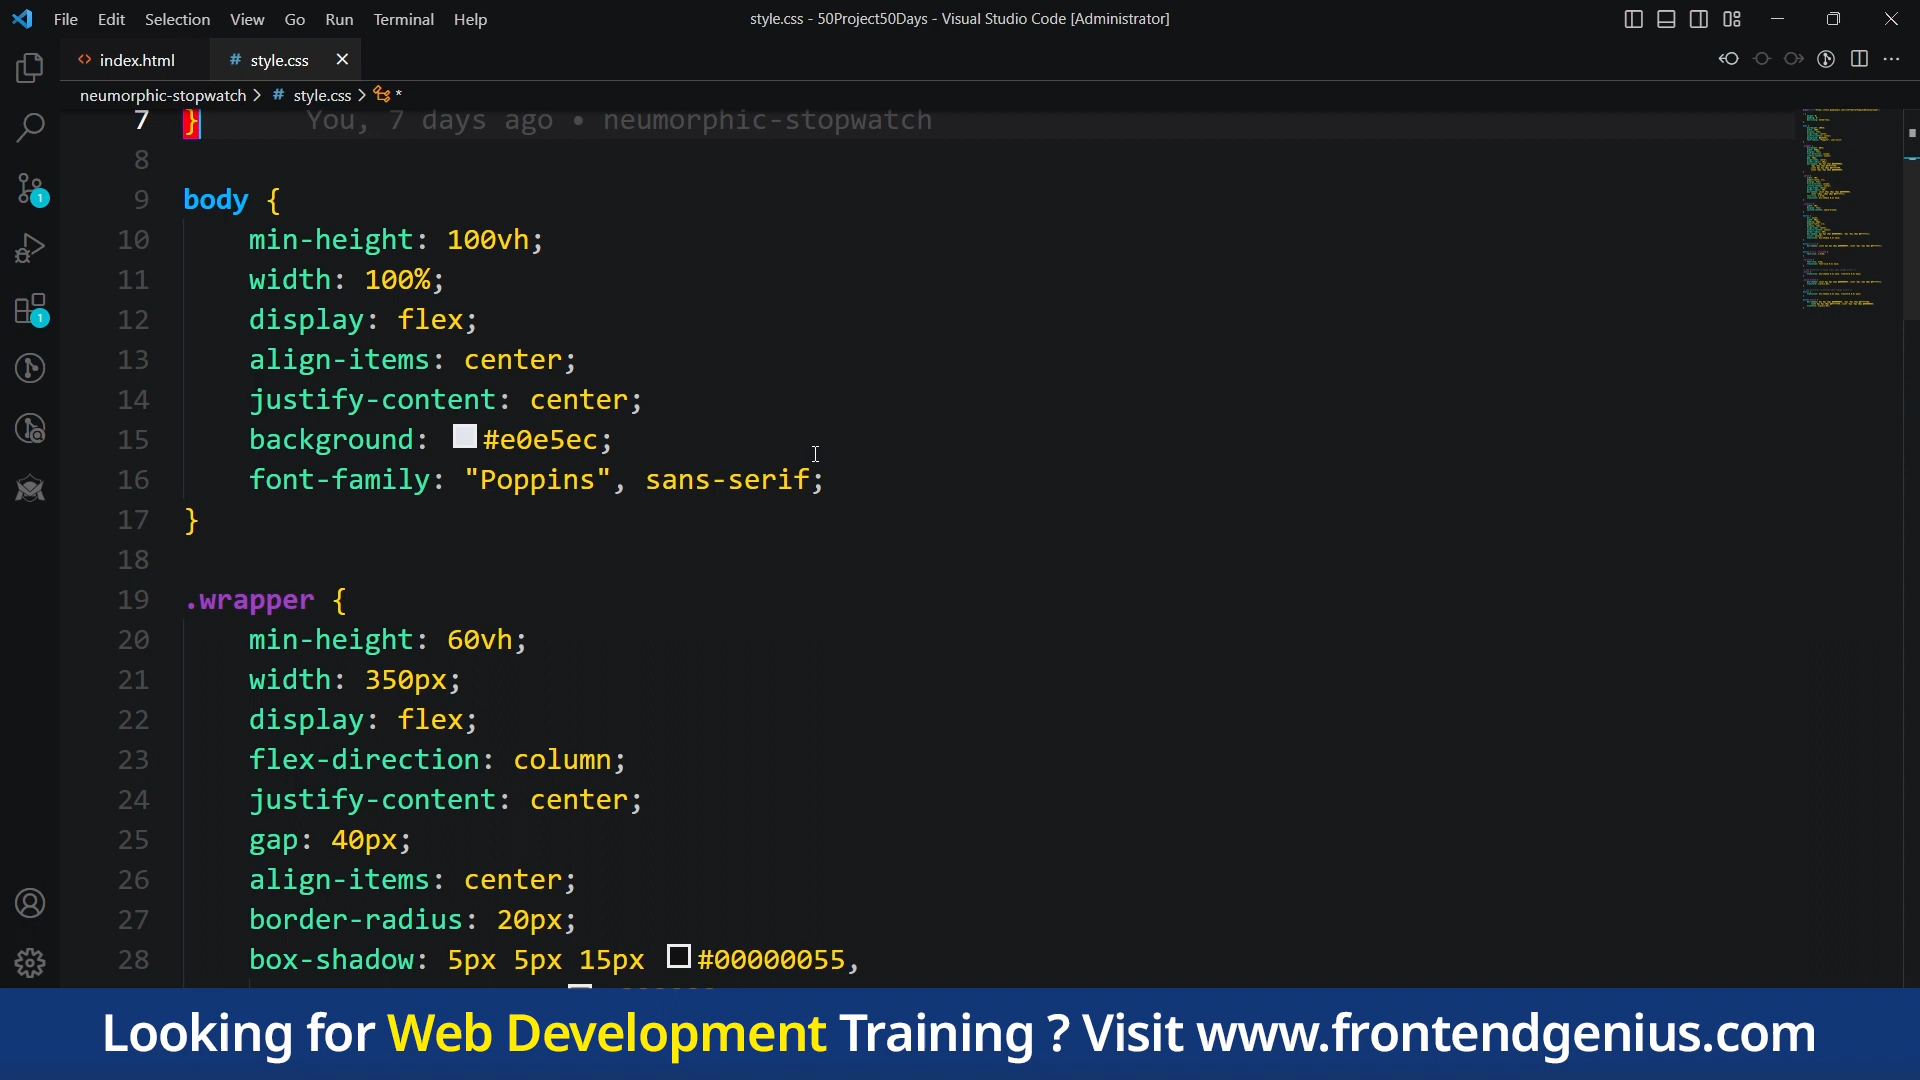 File Edit Selection View Go Run Terminal Help
style.css - 50Project50Days - Visual Studio Code [Administrator]
<> index.html
# style.css
neumorphic-stopwatch > # style.css > *
7 } You, 7 days ago • neumorphic-stopwatch
8
9 body {
10 min-height: 100vh;
11 width: 100%;
12 display: flex;
13 align-items: center;
14 justify-content: center;
15 background: #e0e5ec;
16 font-family: "Poppins", sans-serif;
17 }
18
19 .wrapper {
20 min-height: 60vh;
21 width: 350px;
22 display: flex;
23 flex-direction: column;
24 justify-content: center;
25 gap: 40px;
26 align-items: center;
27 border-radius: 20px;
28 box-shadow: 5px 5px 15px #00000055,
1
1
Looking for Web Development Training ? Visit www.frontendgenius.com